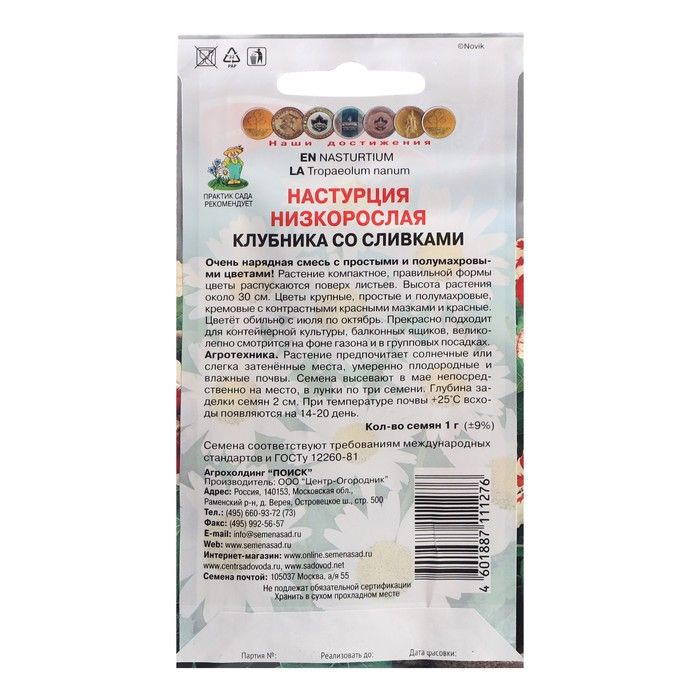 ©Novik
22
PAP
Наши достижения
EN NASTURTIUM
LA Tropaeolum nanum
ПРАКТИК САДА
РЕКОМЕНДУЕТ
НАСТУРЦИЯ
НИЗКОРОСЛАЯ
КЛУБНИКА СО СЛИВКАМИ
Очень нарядная смесь с простыми и полумахровы-
ми цветами! Растение компактное, правильной формы
цветы распускаются поверх листьев. Высота растения
около 30 см. Цветы крупные, простые и полумахровые,
кремовые с контрастными красными мазками и красные.
Цветёт обильно с июля по октябрь. Прекрасно подходит
для контейнерной культуры, балконных ящиков, велико-
лепно смотрится на фоне газона и в групповых посадках.
Агротехника. Растение предпочитает солнечные или
слегка затенённые места, умеренно плодородные и
влажные почвы. Семена высевают в мае непосред-
ственно на место, в лунки по три семени. Глубина за-
делки семян 2 см. При температуре почвы +25°С всхо-
ды появляются на 14-20 день.
Кол-во семян 1 г (±9%)
Семена соответствуют требованиям международных
стандартов и ГОСТу 12260-81
Агрохолдинг "ПОИСК"
Производитель: ООО "Центр-Огородник"
Адрес: Россия, 140153, Московская обл.,
Раменский р-н, д. Верея, Островецкое ш., стр. 500
Тел.: (495) 660-93-72 (73)
Факс: (495) 992-56-57
E-mail: info@semenasad.ru
Web: www.semenasad.ru
Интернет-магазин: www.online.semenasad.ru
www.centrsadovoda.ru, www.sadovod.net
Семена почтой: 105037 Москва, а/я 55
Не подлежат обязательной сертификации
Хранить в сухом прохладном месте
4 601887 111276
Партия №:
Реализовать до:
Дата фасовки: